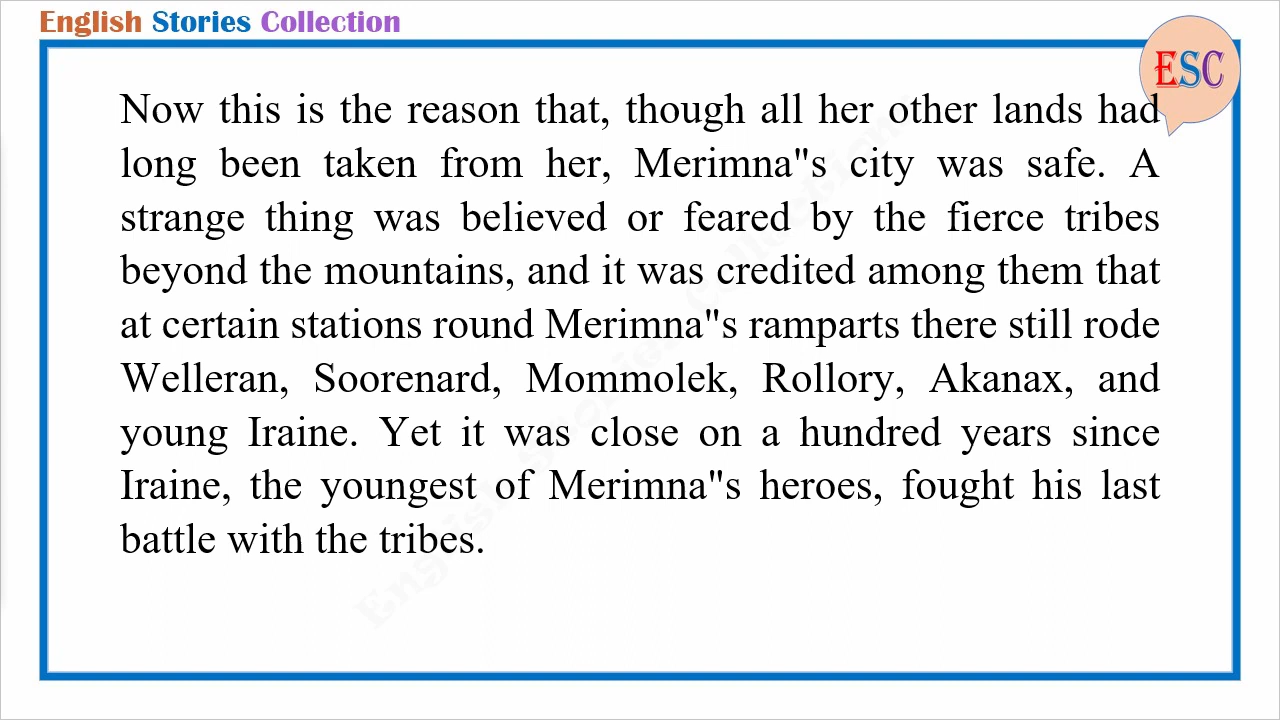 English Stories Collection
ESC
Now this is the reason that, though all her other lands had
long been taken from her, Merimna"s city was safe. A
strange thing was believed or feared by the fierce tribes
beyond the mountains, and it was credited among them that
at certain stations round Merimna"s ramparts there still rode
Welleran, Soorenard, Mommolek, Rollory, Akanax, and
young Iraine. Yet it was close on a hundred years since
Iraine, the youngest of Merimna"s heroes, fought his last
battle with the tribes.
English Stories Collection